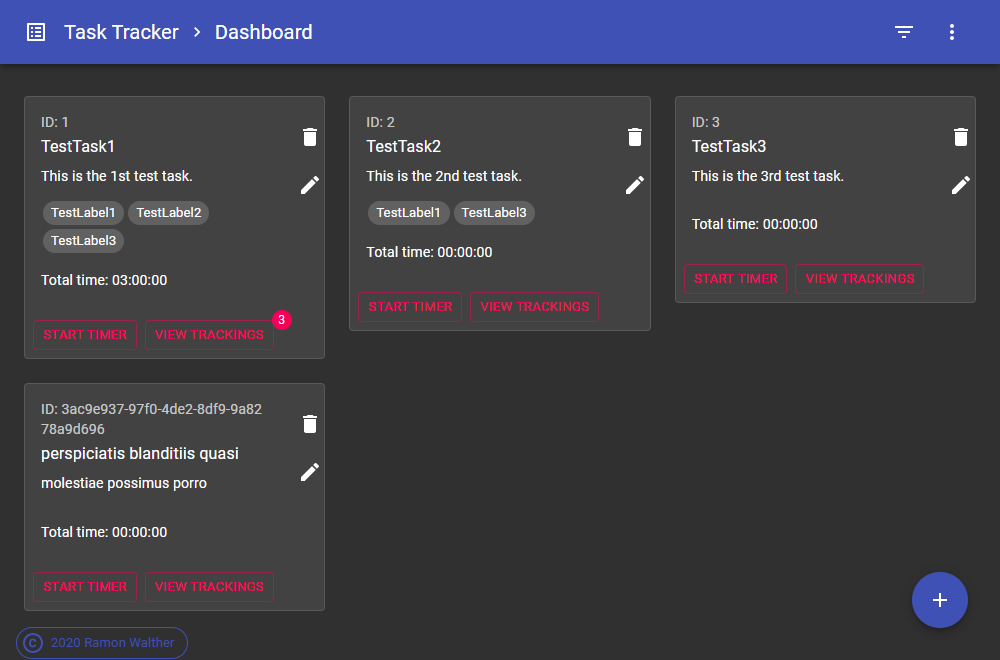 Task Tracker > Dashboard
ID: 1
TestTask1
This is the 1st test task.
TestLabel1 TestLabel2
TestLabel3
Total time: 03:00:00
START TIMER VIEW TRACKINGS 3
ID: 2
TestTask2
This is the 2nd test task.
TestLabel1 TestLabel3
Total time: 00:00:00
START TIMER VIEW TRACKINGS
ID: 3
TestTask3
This is the 3rd test task.
Total time: 00:00:00
START TIMER VIEW TRACKINGS
ID: 3ac9e937-97f0-4de2-8df9-9a82
78a9d696
perspiciatis blanditiis quasi
molestiae possimus porro
Total time: 00:00:00
START TIMER VIEW TRACKINGS
© 2020 Ramon Walther